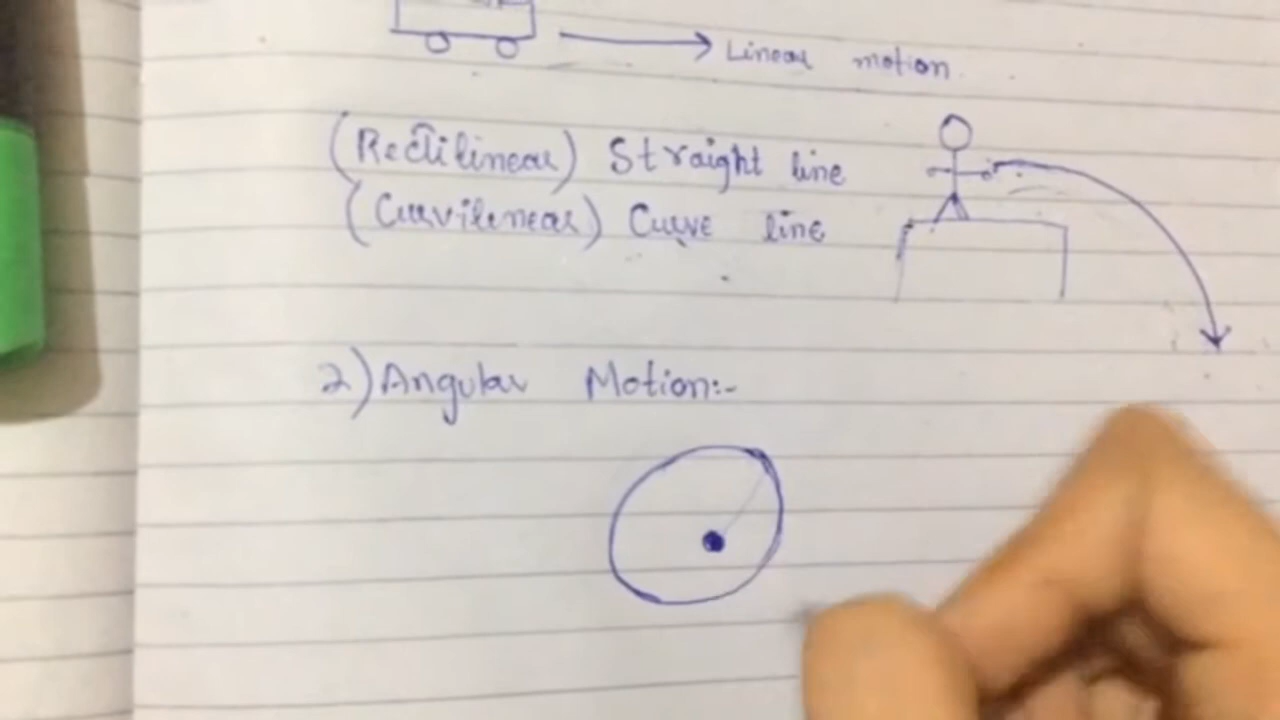 Linear motion
(Rectilinear) Straight line
(Curvilinear) Curve line
2) Angular Motion:-